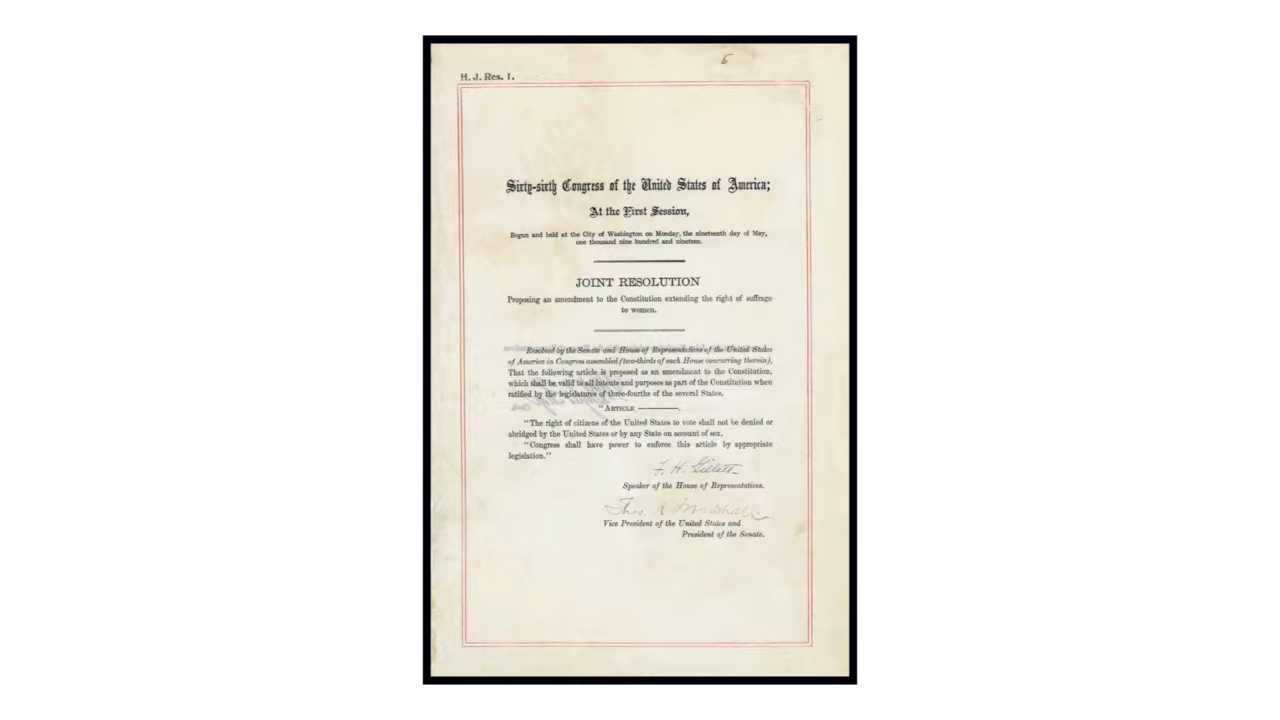 5
H. J. Res. 1.
Sixty-sixth Congress of the United States of America;
At the First Session,
Begun and held at the City of Washington on Monday, the nineteenth day of May,
one thousand nine hundred and nineteen.
JOINT RESOLUTION
Proposing an amendment to the Constitution extending the right of suffrage
to women.
Resolved by the Senate and House of Representatives of the United States
of America in Congress assembled (two-thirds of each House concurring therein),
That the following article is proposed as an amendment to the Constitution,
which shall be valid to all intents and purposes as part of the Constitution when
ratified by the legislatures of three-fourths of the several States.
"ARTICLE ———.
"The right of citizens of the United States to vote shall not be denied or
abridged by the United States or by any State on account of sex.
"Congress shall have power to enforce this article by appropriate
legislation."
F. H. Gillett
Speaker of the House of Representatives.
Thos. R. Marshall
Vice President of the United States and
President of the Senate.